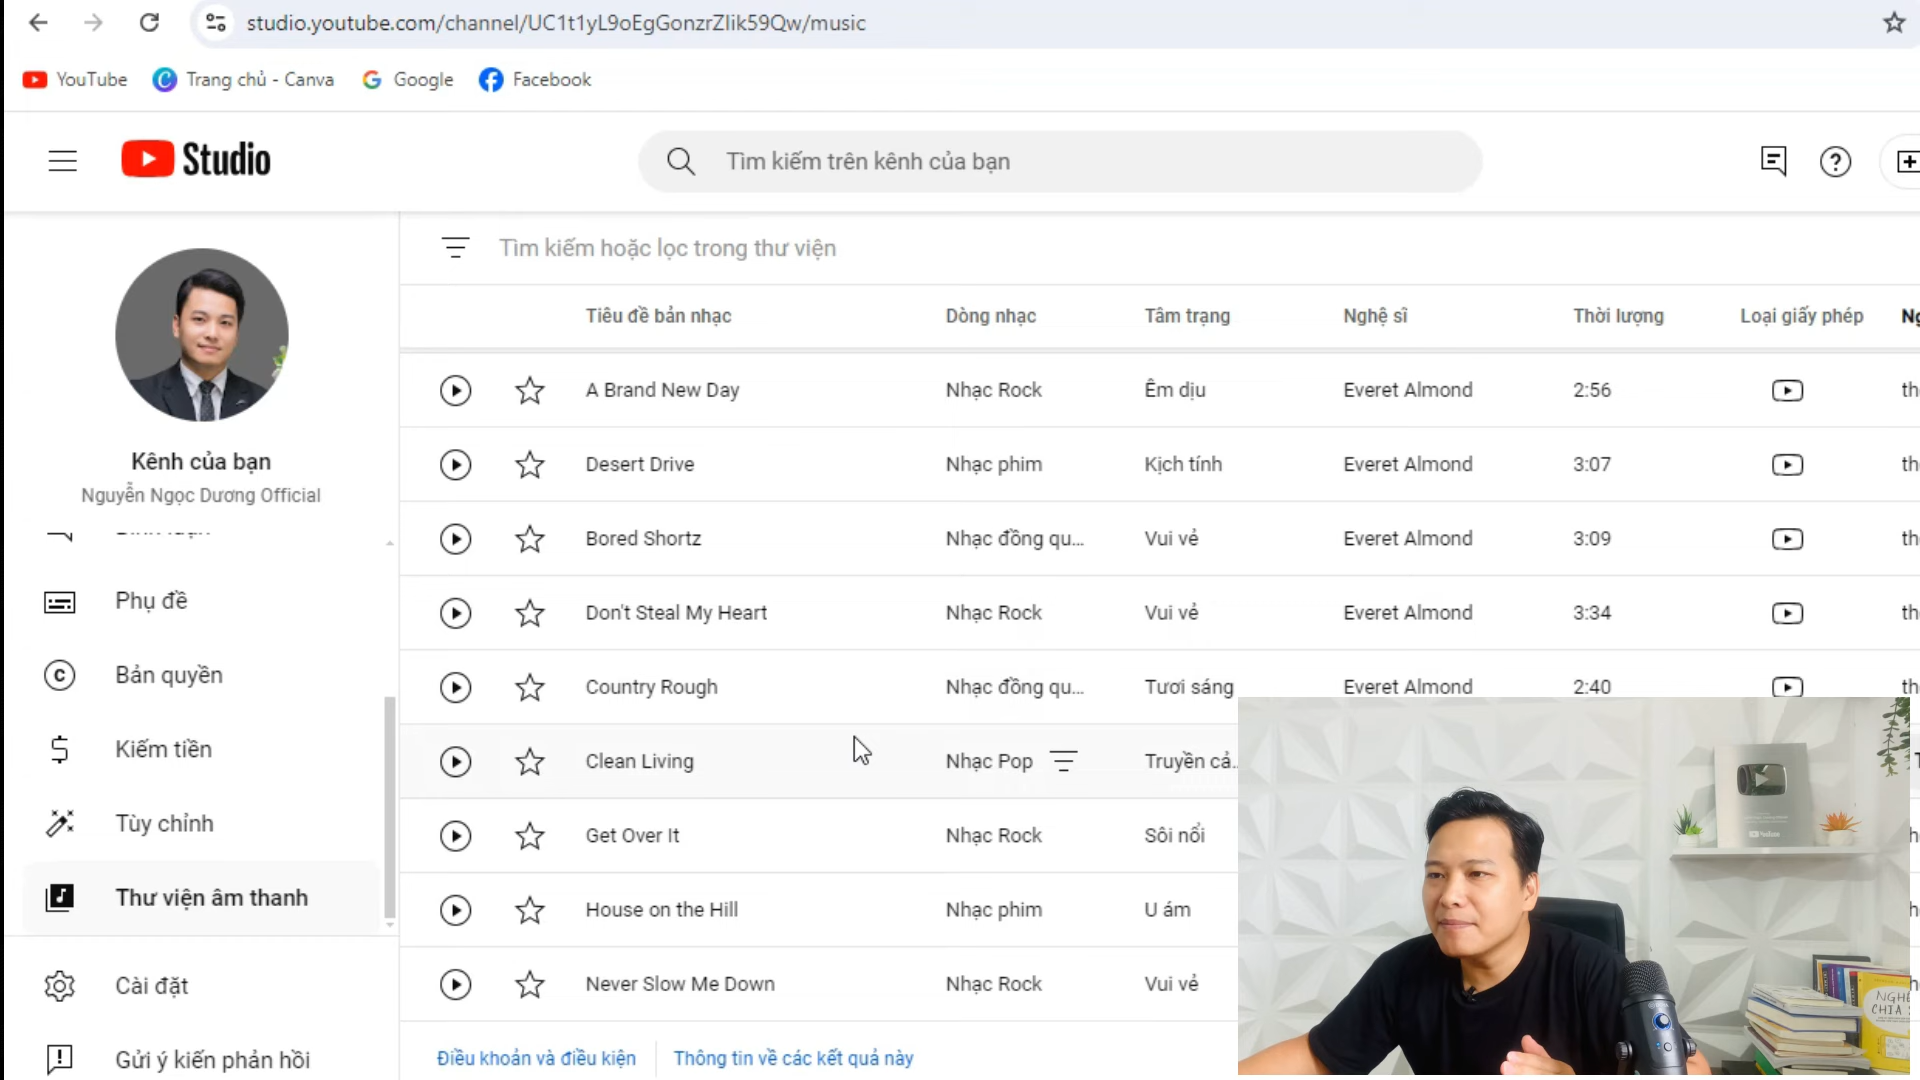 studio.youtube.com/channel/UC1t1yL9oEgGonzrZlik59Qw/music
YouTube Trang chủ - Canva Google Facebook
Studio
Tìm kiếm trên kênh của bạn
Kênh của bạn
Nguyễn Ngọc Dương Official
Phụ đề
Bản quyền
Kiếm tiền
Tùy chỉnh
Thư viện âm thanh
Cài đặt
Gửi ý kiến phản hồi
Tìm kiếm hoặc lọc trong thư viện
Tiêu đề bản nhạc Dòng nhạc Tâm trạng Nghệ sĩ Thời lượng Loại giấy phép
A Brand New Day Nhạc Rock Êm dịu Everet Almond 2:56
Desert Drive Nhạc phim Kịch tính Everet Almond 3:07
Bored Shortz Nhạc đồng qu... Vui vẻ Everet Almond 3:09
Don't Steal My Heart Nhạc Rock Vui vẻ Everet Almond 3:34
Country Rough Nhạc đồng qu... Tươi sáng Everet Almond 2:40
Clean Living Nhạc Pop Truyền cả...
Get Over It Nhạc Rock Sôi nổi
House on the Hill Nhạc phim U ám
Never Slow Me Down Nhạc Rock Vui vẻ
Điều khoản và điều kiện Thông tin về các kết quả này
YouTube
CHIA